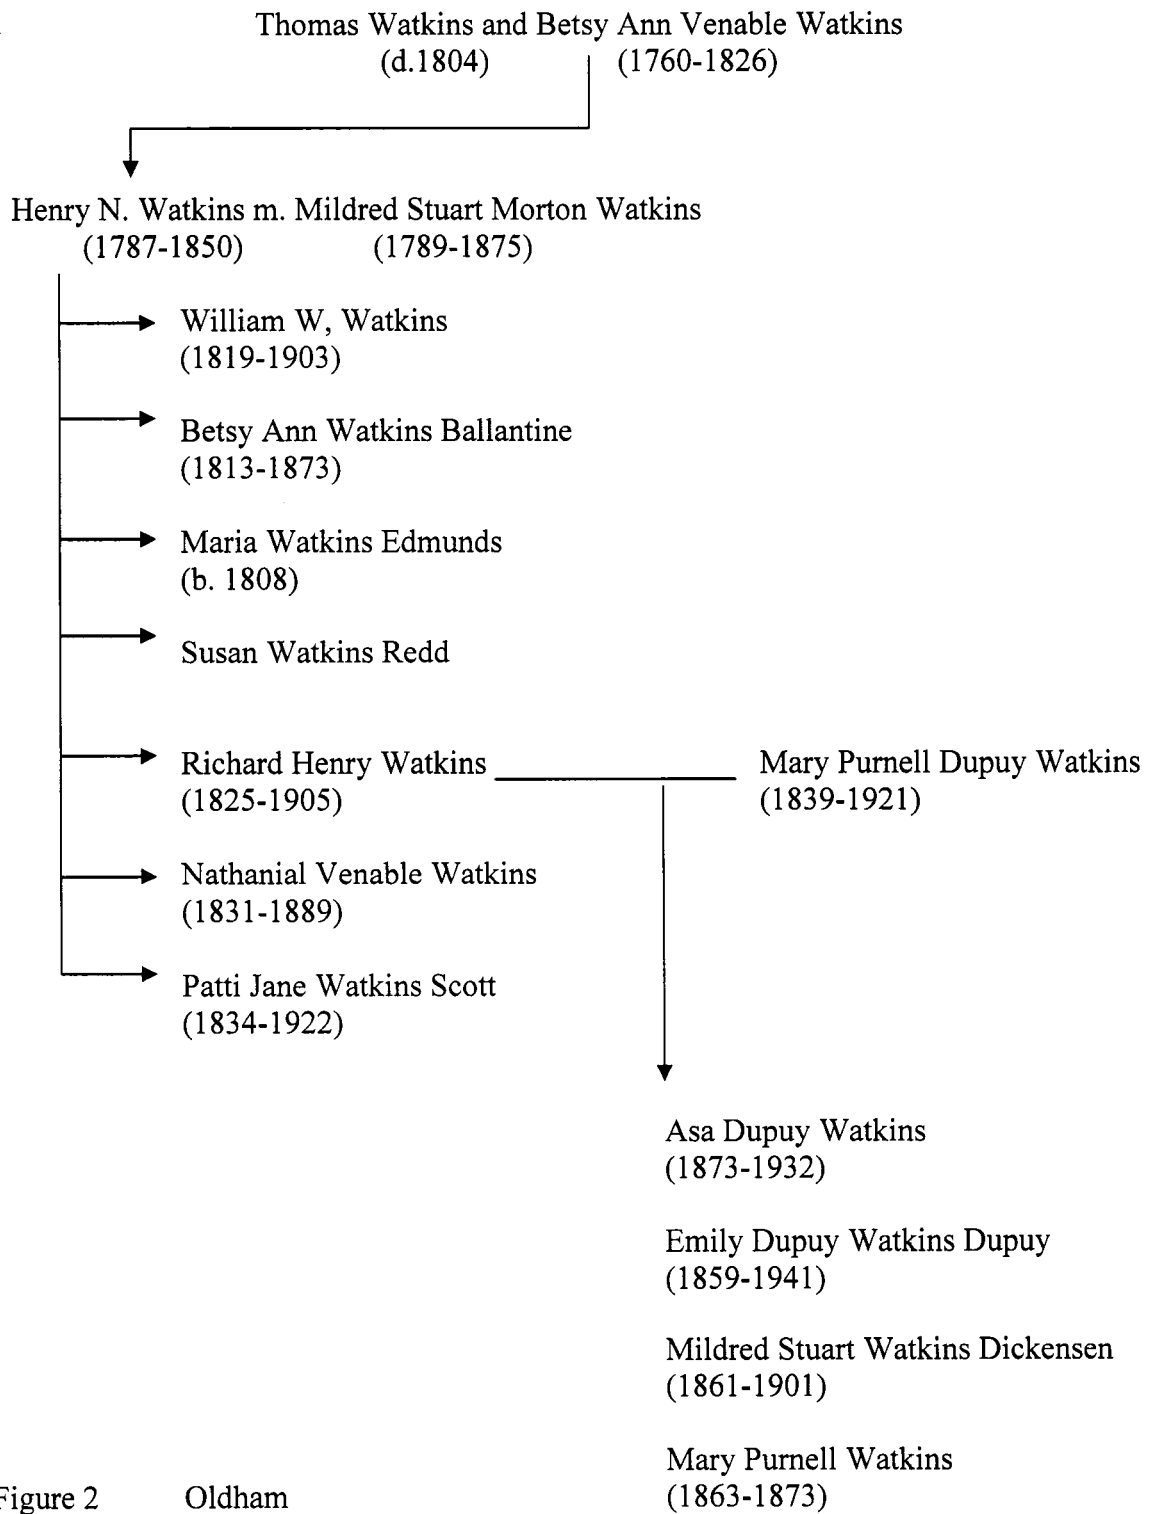 Thomas Watkins and Betsy Ann Venable Watkins
(d.1804) (1760-1826)
Henry N. Watkins m. Mildred Stuart Morton Watkins
(1787-1850) (1789-1875)
William W, Watkins
(1819-1903)
Betsy Ann Watkins Ballantine
(1813-1873)
Maria Watkins Edmunds
(b. 1808)
Susan Watkins Redd
Richard Henry Watkins Mary Purnell Dupuy Watkins
(1825-1905) (1839-1921)
Nathanial Venable Watkins
(1831-1889)
Patti Jane Watkins Scott
(1834-1922)
Asa Dupuy Watkins
(1873-1932)
Emily Dupuy Watkins Dupuy
(1859-1941)
Mildred Stuart Watkins Dickensen
(1861-1901)
Mary Purnell Watkins
(1863-1873)
Figure 2 Oldham